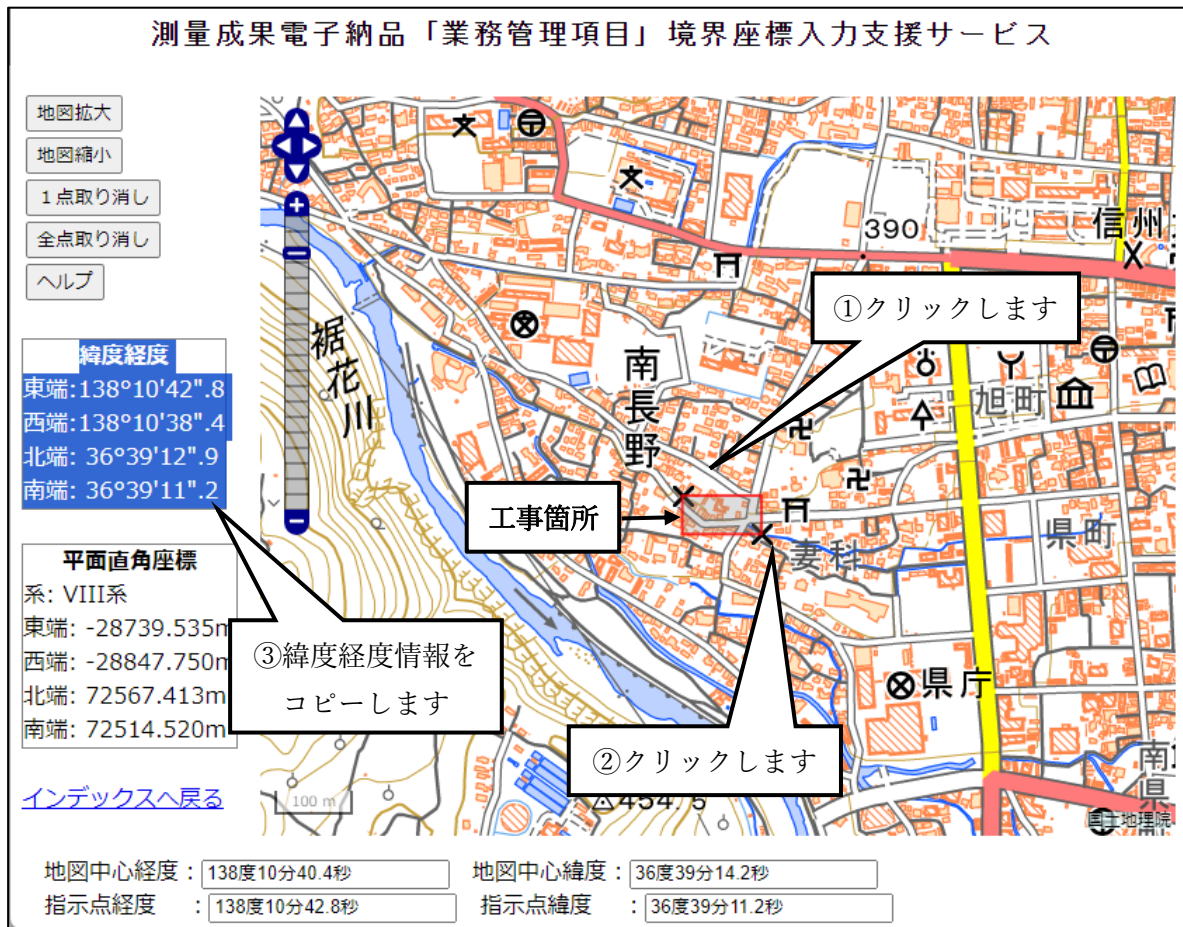 測量成果電子納品「業務管理項目」境界座標入力支援サービス
地図拡大
地図縮小
１点取り消し
全点取り消し
ヘルプ
緯度経度
東端:138°10'42".8
西端:138°10'38".4
北端: 36°39'12".9
南端: 36°39'11".2
平面直角座標
系: VIII系
東端: -28739.535m
西端: -28847.750m
北端: 72567.413m
南端: 72514.520m
インデックスへ戻る
390
信州
①クリックします
裾花川
南長野
旭町
工事箇所
妻科
県町
③緯度経度情報を
コピーします
県庁
②クリックします
南県
100 m
454.5
国土地理院
地図中心経度：138度10分40.4秒
地図中心緯度：36度39分14.2秒
指示点経度　：138度10分42.8秒
指示点緯度　：36度39分11.2秒